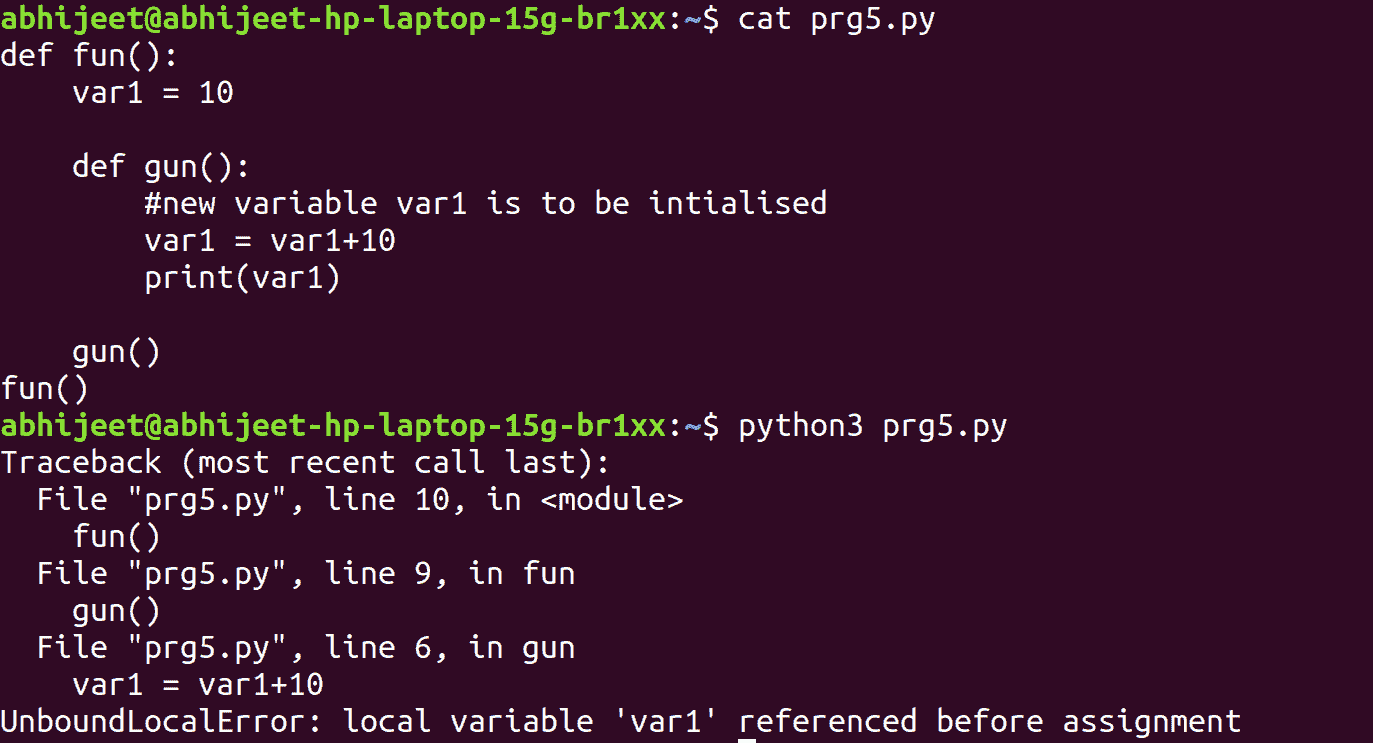 abhijeet@abhijeet-hp-laptop-15g-br1xx:~$ cat prg5.py
def fun():
    var1 = 10

    def gun():
        #new variable var1 is to be intialised
        var1 = var1+10
        print(var1)

    gun()
fun()
abhijeet@abhijeet-hp-laptop-15g-br1xx:~$ python3 prg5.py
Traceback (most recent call last):
  File "prg5.py", line 10, in <module>
    fun()
  File "prg5.py", line 9, in fun
    gun()
  File "prg5.py", line 6, in gun
    var1 = var1+10
UnboundLocalError: local variable 'var1' referenced before assignment